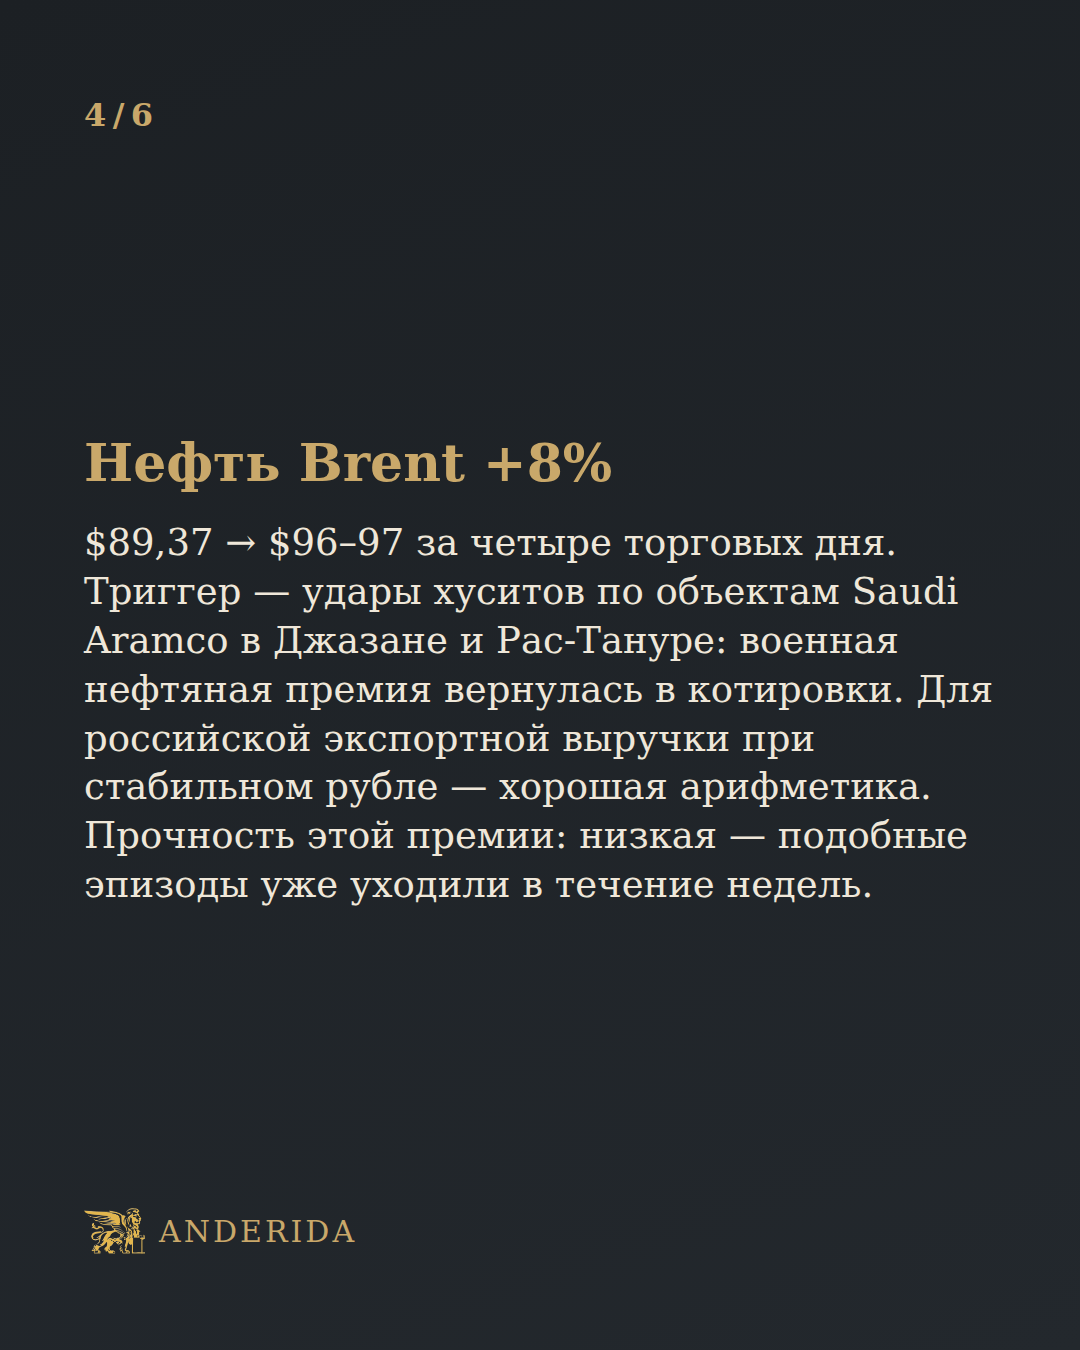 4/6
Нефть Brent +8%
$89,37 → $96–97 за четыре торговых дня.
Триггер — удары хуситов по объектам Saudi
Aramco в Джазане и Рас-Тануре: военная
нефтяная премия вернулась в котировки. Для
российской экспортной выручки при
стабильном рубле — хорошая арифметика.
Прочность этой премии: низкая — подобные
эпизоды уже уходили в течение недель.
ANDERIDA